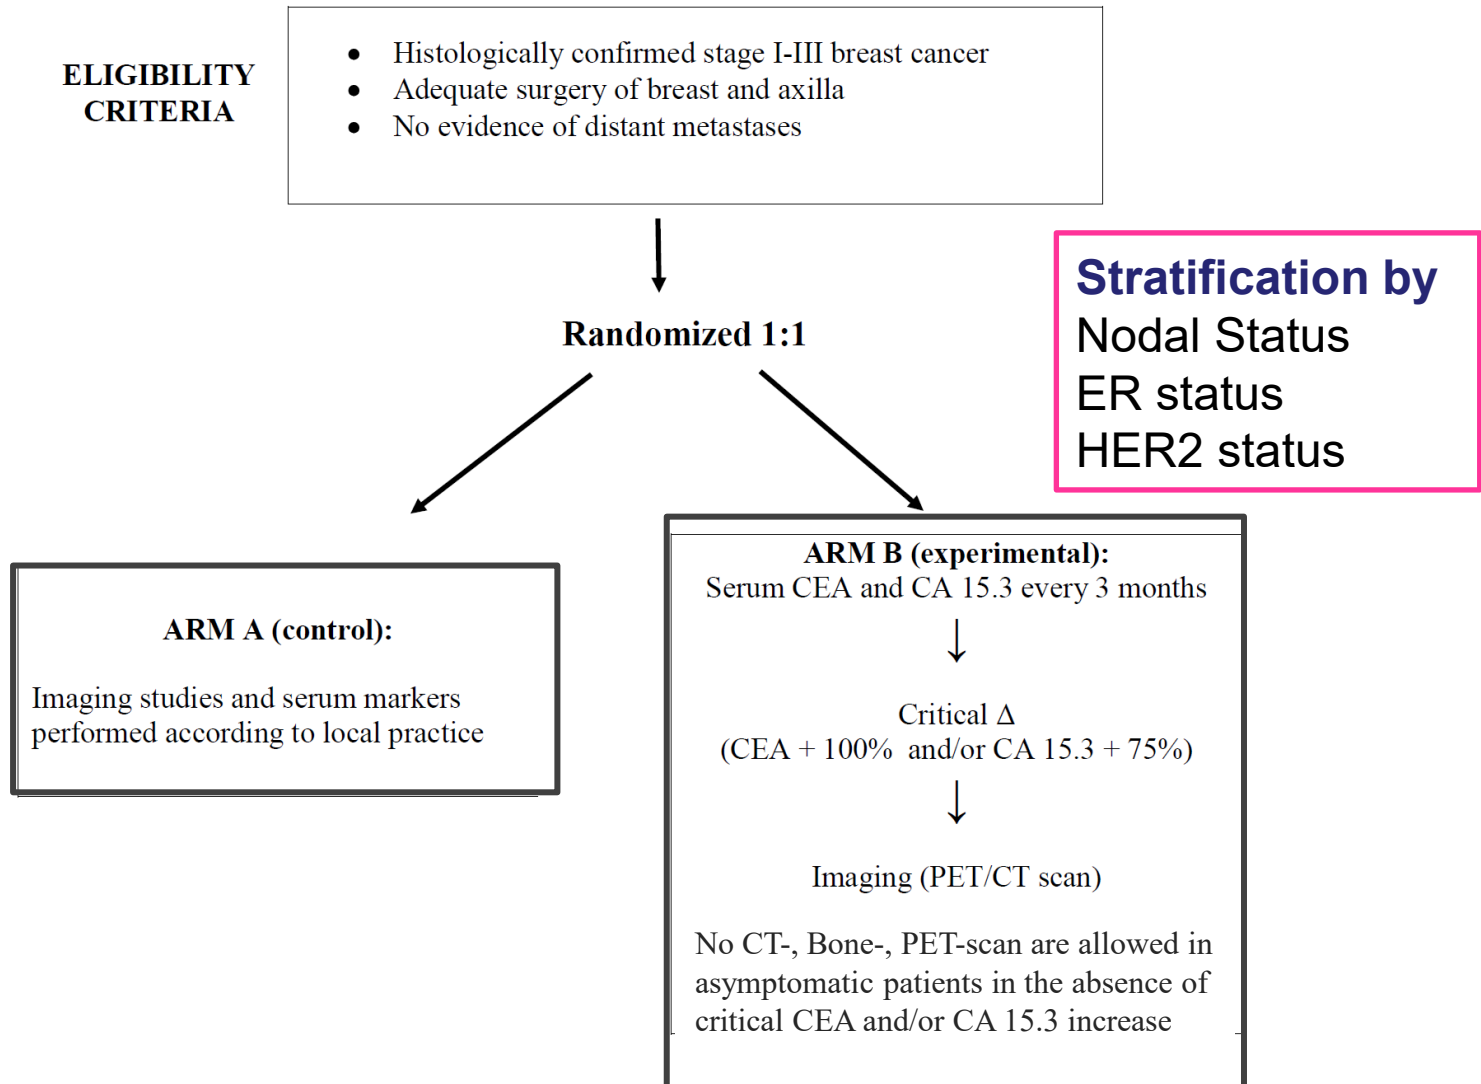 ELIGIBILITY
CRITERIA
• Histologically confirmed stage I-III breast cancer
• Adequate surgery of breast and axilla
• No evidence of distant metastases
Randomized 1:1
Stratification by
Nodal Status
ER status
HER2 status
ARM A (control):
Imaging studies and serum markers
performed according to local practice
ARM B (experimental):
Serum CEA and CA 15.3 every 3 months
↓
Critical Δ
(CEA + 100%  and/or CA 15.3 + 75%)
↓
Imaging (PET/CT scan)
No CT-, Bone-, PET-scan are allowed in
asymptomatic patients in the absence of
critical CEA and/or CA 15.3 increase